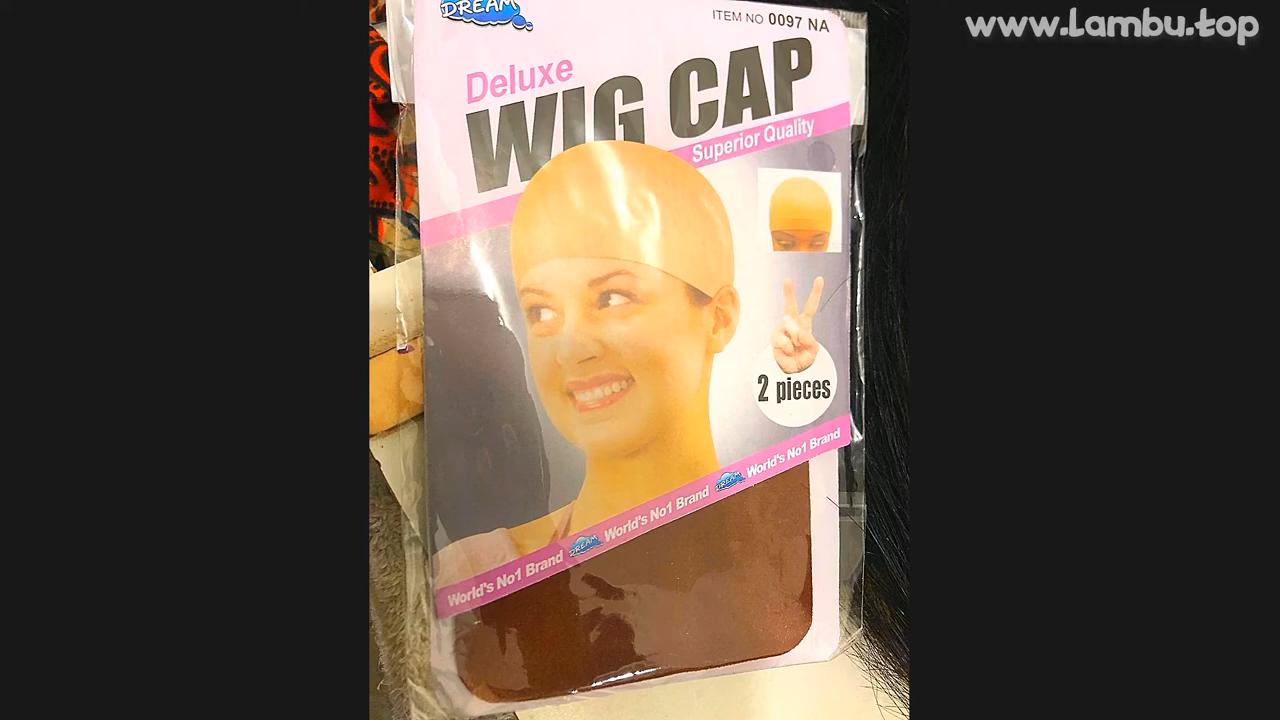 www.Lambu.top
DREAM
ITEM NO 0097 NA
Deluxe
WIG CAP
Superior Quality
2 pieces
World's No1 Brand DREAM World's No1 Brand DREAM World's No1 Brand